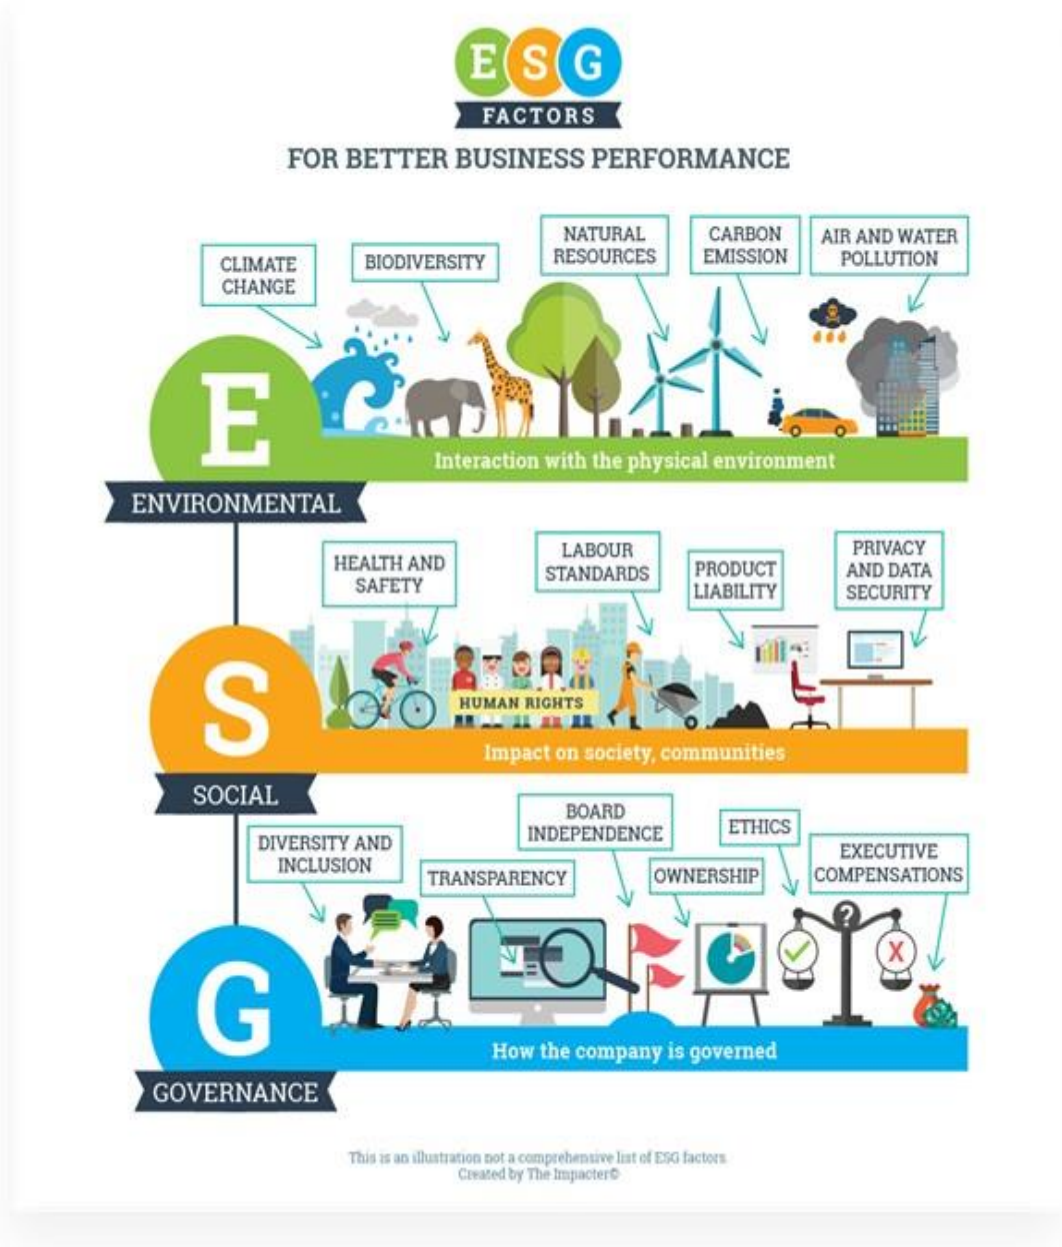 E S G
FACTORS
FOR BETTER BUSINESS PERFORMANCE
CLIMATE
CHANGE
BIODIVERSITY
NATURAL
RESOURCES
CARBON
EMISSION
AIR AND WATER
POLLUTION
E
Interaction with the physical environment
ENVIRONMENTAL
HEALTH AND
SAFETY
LABOUR
STANDARDS
PRODUCT
LIABILITY
PRIVACY
AND DATA
SECURITY
HUMAN RIGHTS
S
Impact on society, communities
SOCIAL
DIVERSITY AND
INCLUSION
TRANSPARENCY
BOARD
INDEPENDENCE
OWNERSHIP
ETHICS
EXECUTIVE
COMPENSATIONS
?
X
G
How the company is governed
GOVERNANCE
This is an illustration not a comprehensive list of ESG factors.
Created by The Impacter©